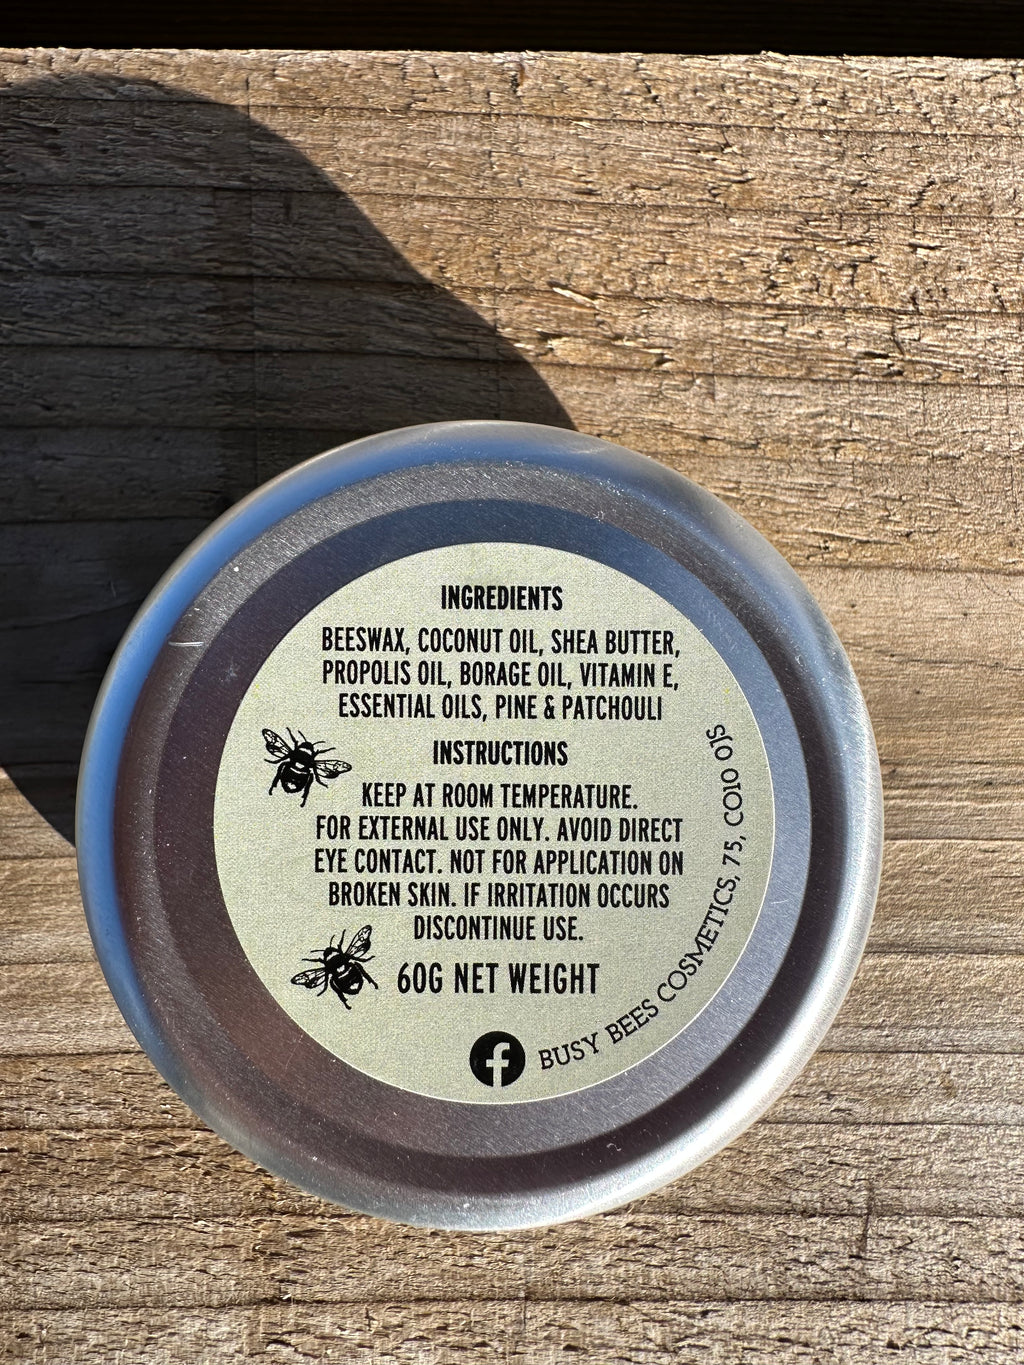 INGREDIENTS
BEESWAX, COCONUT OIL, SHEA BUTTER,
PROPOLIS OIL, BORAGE OIL, VITAMIN E,
ESSENTIAL OILS, PINE & PATCHOULI
INSTRUCTIONS
KEEP AT ROOM TEMPERATURE.
FOR EXTERNAL USE ONLY. AVOID DIRECT
EYE CONTACT. NOT FOR APPLICATION ON
BROKEN SKIN. IF IRRITATION OCCURS
DISCONTINUE USE.
60G NET WEIGHT
BUSY BEES COSMETICS, 75, CO10 OJS